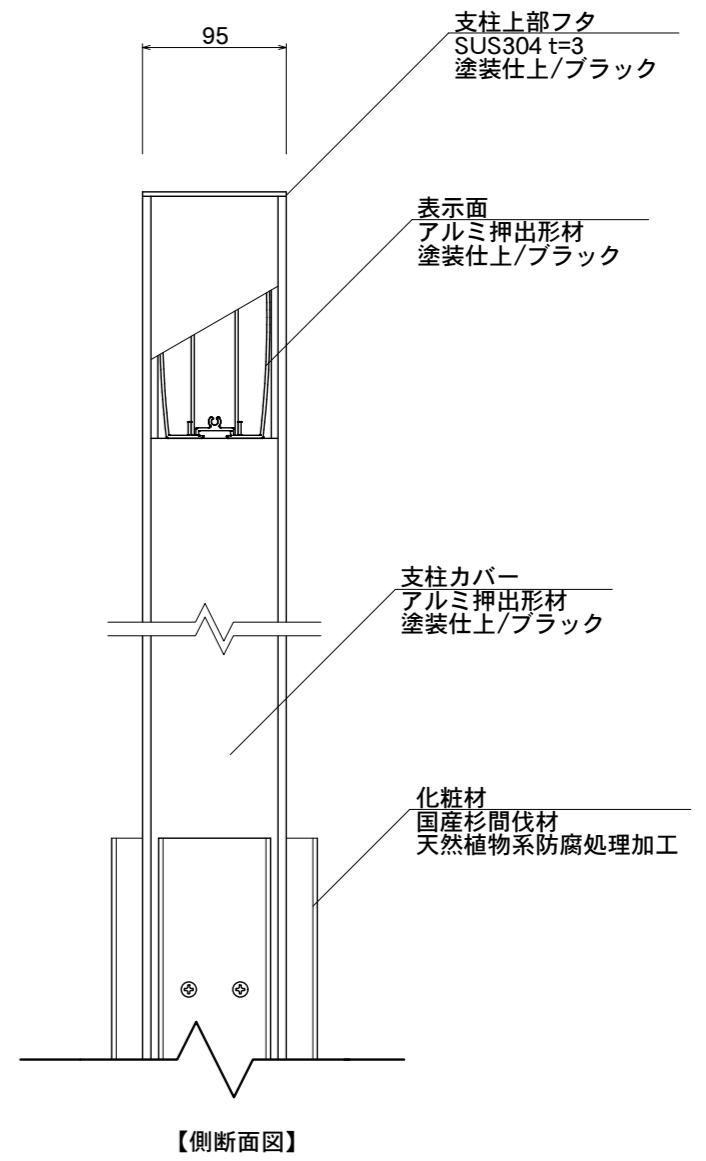 95
支柱上部フタ
SUS304 t=3
塗装仕上/ブラック
表示面
アルミ押出形材
塗装仕上/ブラック
支柱カバー
アルミ押出形材
塗装仕上/ブラック
化粧材
国産杉間伐材
天然植物系防腐処理加工
【側断面図】